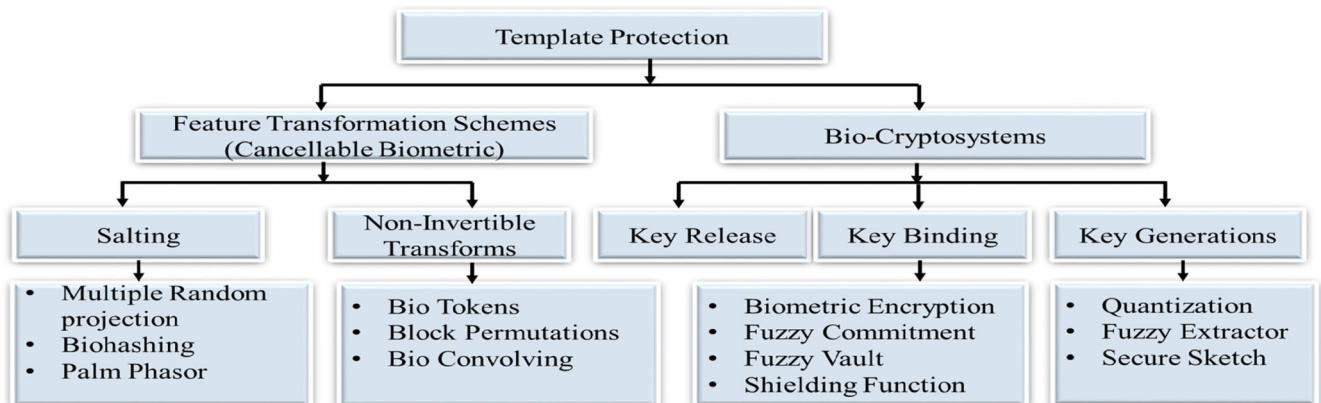 Template Protection
Feature Transformation Schemes
(Cancellable Biometric)
Bio-Cryptosystems
Salting
Non-Invertible
Transforms
Key Release
Key Binding
Key Generations
• Multiple Random
projection
• Biohashing
• Palm Phasor
• Bio Tokens
• Block Permutations
• Bio Convolving
• Biometric Encryption
• Fuzzy Commitment
• Fuzzy Vault
• Shielding Function
• Quantization
• Fuzzy Extractor
• Secure Sketch